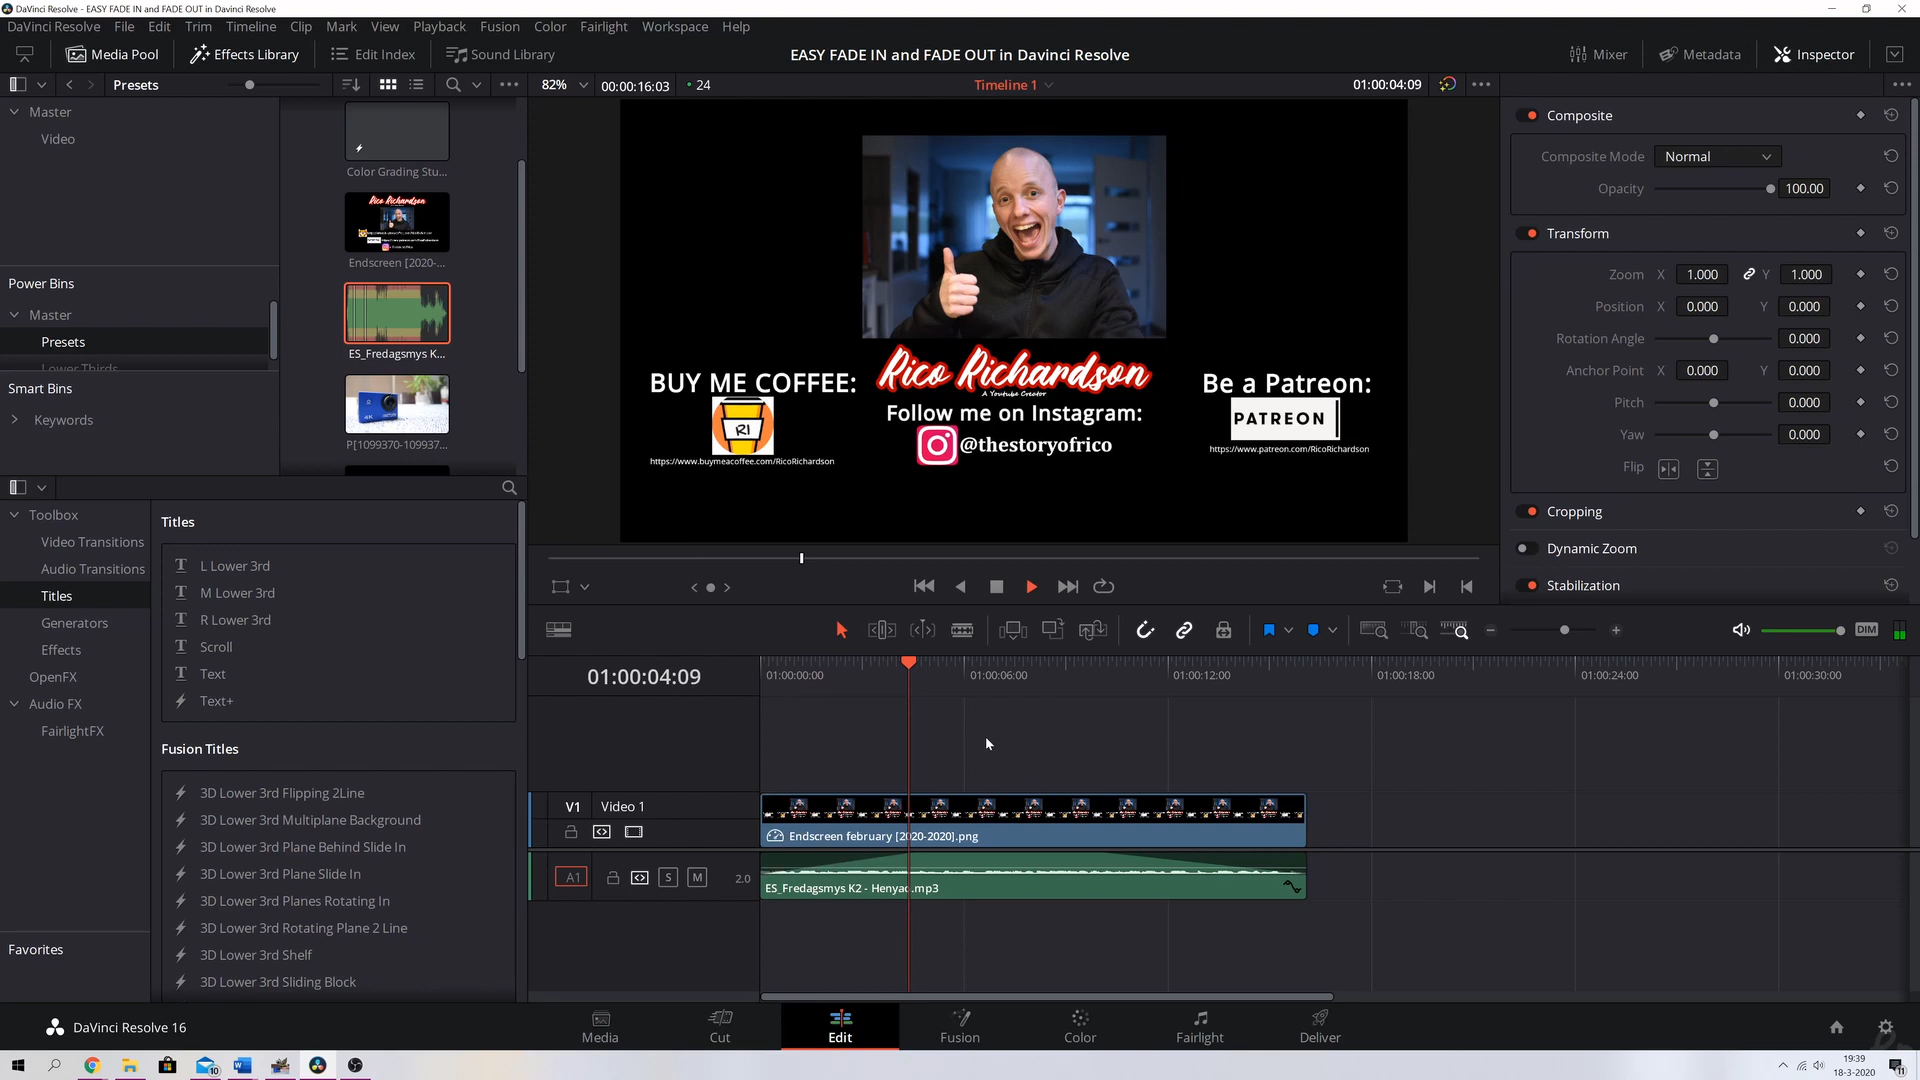 DaVinci Resolve - EASY FADE IN and FADE OUT in Davinci Resolve
DaVinci Resolve File Edit Trim Timeline Clip Mark View Playback Fusion Color Fairlight Workspace Help
Media Pool Effects Library Edit Index Sound Library EASY FADE IN and FADE OUT in Davinci Resolve Mixer Metadata Inspector
Presets 82% 00:00:16:03 24 Timeline 1 01:00:04:09
Master
Video
Color Grading Stu...
Endscreen [2020-...
Power Bins
Master
Presets
Lower Thirds
ES_Fredagsmys K...
Smart Bins
Keywords
P[1099370-109937...
BUY ME COFFEE:
RI
https://www.buymeacoffee.com/RicoRichardson
Rico Richardson
A Youtube Creator
Follow me on Instagram:
@thestoryofrico
Be a Patreon:
PATREON
https://www.patreon.com/RicoRichardson
Composite
Composite Mode Normal
Opacity 100.00
Transform
Zoom X 1.000 Y 1.000
Position X 0.000 Y 0.000
Rotation Angle 0.000
Anchor Point X 0.000 Y 0.000
Pitch 0.000
Yaw 0.000
Flip
Cropping
Dynamic Zoom
Stabilization
Toolbox
Video Transitions
Audio Transitions
Titles
Generators
Effects
OpenFX
Audio FX
FairlightFX
Favorites
Titles
L Lower 3rd
M Lower 3rd
R Lower 3rd
Scroll
Text
Text+
Fusion Titles
3D Lower 3rd Flipping 2Line
3D Lower 3rd Multiplane Background
3D Lower 3rd Plane Behind Slide In
3D Lower 3rd Plane Slide In
3D Lower 3rd Planes Rotating In
3D Lower 3rd Rotating Plane 2 Line
3D Lower 3rd Shelf
3D Lower 3rd Sliding Block
DIM
01:00:04:09 01:00:00:00 01:00:06:00 01:00:12:00 01:00:18:00 01:00:24:00 01:00:30:00
V1 Video 1
Endscreen february [2020-2020].png
A1 S M 2.0
ES_Fredagsmys K2 - Henyao.mp3
DaVinci Resolve 16
Media Cut Edit Fusion Color Fairlight Deliver
10
19:39
18-3-2020
11